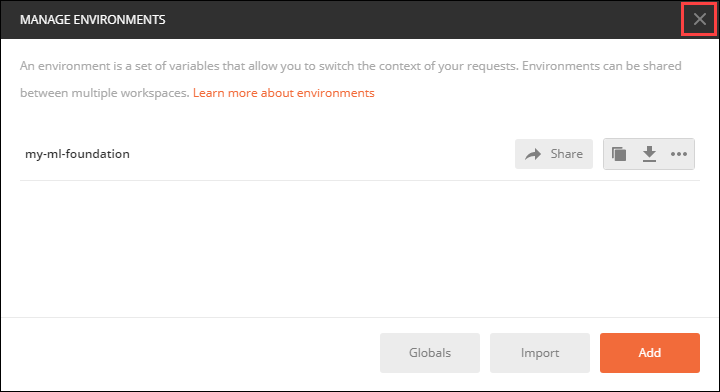 MANAGE ENVIRONMENTS
An environment is a set of variables that allow you to switch the context of your requests. Environments can be shared
between multiple workspaces. Learn more about environments
my-ml-foundation
Share
Globals
Import
Add